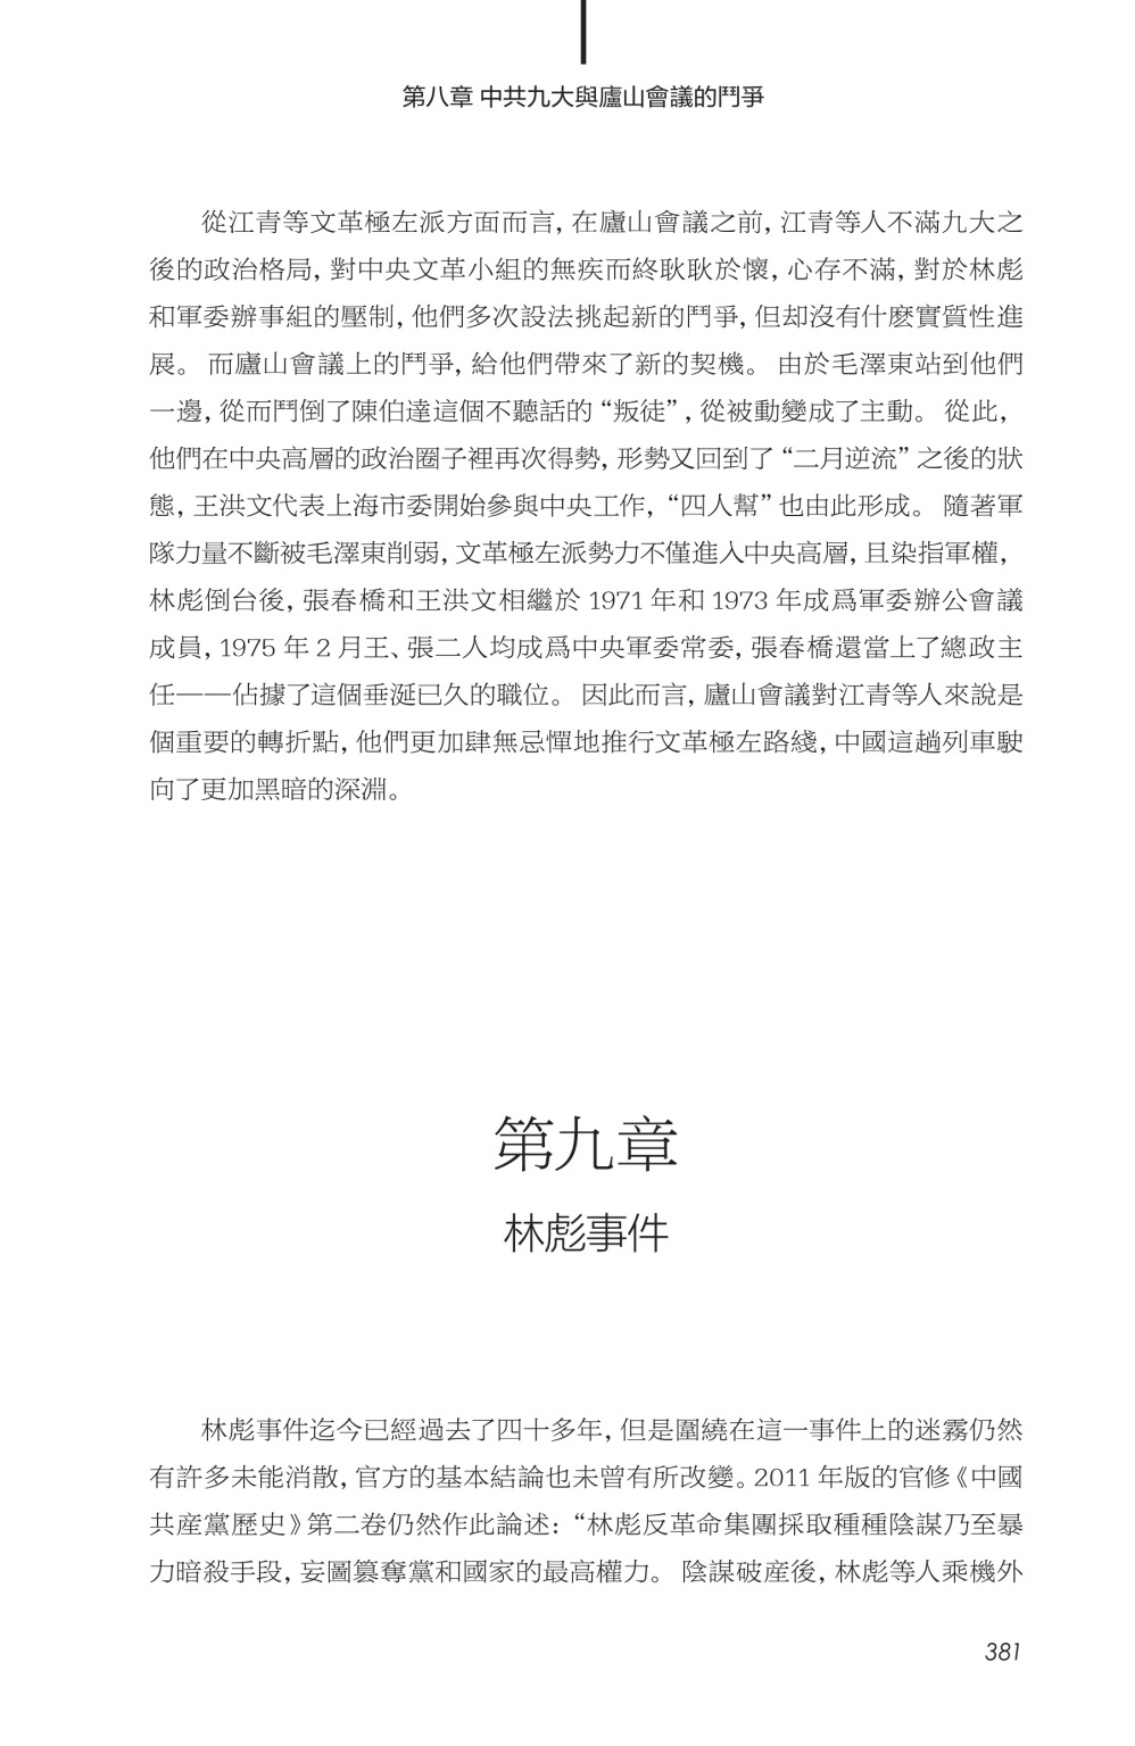 第八章 中共九大與廬山會議的鬥爭
從江青等文革極左派方面而言，在廬山會議之前，江青等人不滿九大之
後的政治格局，對中央文革小組的無疾而終耿耿於懷，心存不滿，對於林彪
和軍委辦事組的壓制，他們多次設法挑起新的鬥爭，但却沒有什麽實質性進
展。而廬山會議上的鬥爭，給他們帶來了新的契機。由於毛澤東站到他們
一邊，從而鬥倒了陳伯達這個不聽話的“叛徒”，從被動變成了主動。從此，
他們在中央高層的政治圈子裡再次得勢，形勢又回到了“二月逆流”之後的狀
態，王洪文代表上海市委開始參與中央工作，“四人幫”也由此形成。隨著軍
隊力量不斷被毛澤東削弱，文革極左派勢力不僅進入中央高層，且染指軍權，
林彪倒台後，張春橋和王洪文相繼於 1971 年和 1973 年成爲軍委辦公會議
成員，1975 年 2 月王、張二人均成爲中央軍委常委，張春橋還當上了總政主
任——佔據了這個垂涎已久的職位。因此而言，廬山會議對江青等人來說是
個重要的轉折點，他們更加肆無忌憚地推行文革極左路綫，中國這趟列車駛
向了更加黑暗的深淵。
第九章
林彪事件
林彪事件迄今已經過去了四十多年，但是圍繞在這一事件上的迷霧仍然
有許多未能消散，官方的基本結論也未曾有所改變。2011 年版的官修《中國
共産黨歷史》第二卷仍然作此論述：“林彪反革命集團採取種種陰謀乃至暴
力暗殺手段，妄圖篡奪黨和國家的最高權力。陰謀破産後，林彪等人乘機外
381